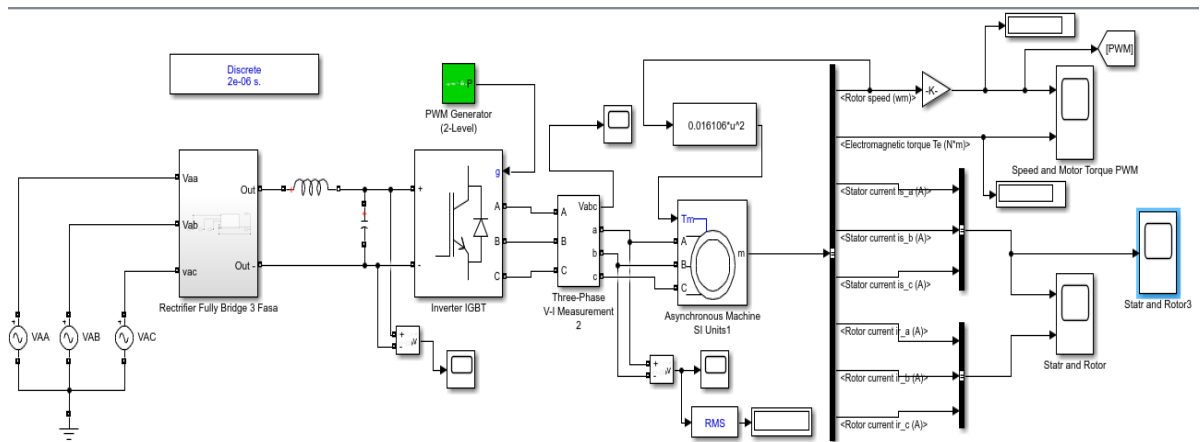 Discrete
2e-06 s.
P
PWM Generator
(2-Level)
[PWM]
-K-
<Rotor speed (wm)>
0.016106*u^2
<Electromagnetic torque Te (N*m)>
Speed and Motor Torque PWM
Vaa
Vab
vac
Out
Out -
Rectrifier Fully Bridge 3 Fasa
g
+
-
A
B
C
Inverter IGBT
A
B
C
Vabc
a
b
c
Three-Phase
V-I Measurement
2
Tm
A
B
C
m
Asynchronous Machine
SI Units1
<Stator current is_a (A)>
<Stator current is_b (A)>
<Stator current is_c (A)>
Statr and Rotor3
<Rotor current ir_a (A)>
<Rotor current ir_b (A)>
<Rotor current ir_c (A)>
Statr and Rotor
VAA
VAB
VAC
+
-
v
+
-
v
RMS